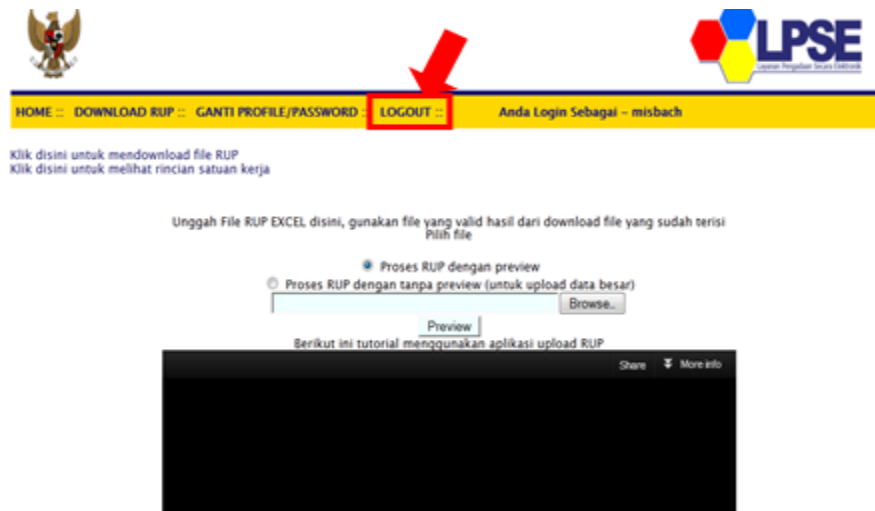 LPSE
Layanan Pengadaan Secara Elektronik
HOME :: DOWNLOAD RUP :: GANTI PROFILE/PASSWORD :: LOGOUT :: Anda Login Sebagai - misbach
Klik disini untuk mendownload file RUP
Klik disini untuk melihat rincian satuan kerja
Unggah File RUP EXCEL disini, gunakan file yang valid hasil dari download file yang sudah terisi
Pilih file
Proses RUP dengan preview
Proses RUP dengan tanpa preview (untuk upload data besar)
Browse..
Preview
Berikut ini tutorial menggunakan aplikasi upload RUP
Share More info